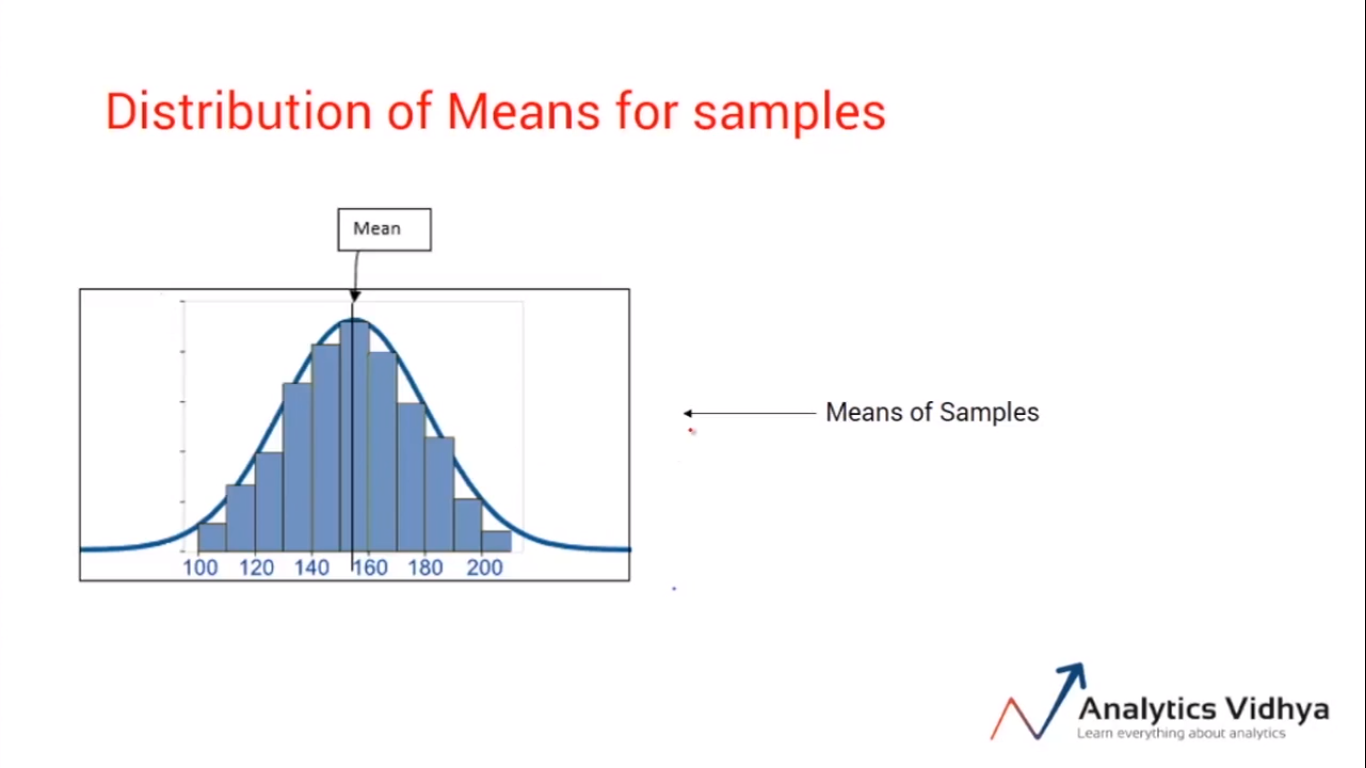 Distribution of Means for samples
Mean
Means of Samples
100 120 140 160 180 200
Analytics Vidhya
Learn everything about analytics